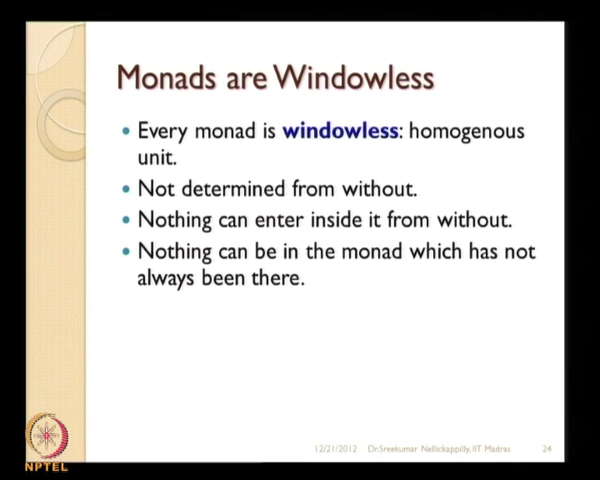 Monads are Windowless
• Every monad is windowless: homogenous
unit.
• Not determined from without.
• Nothing can enter inside it from without.
• Nothing can be in the monad which has not
always been there.
12/21/2012 Dr.Sreekumar Nellickappilly, IIT Madras 24
NPTEL